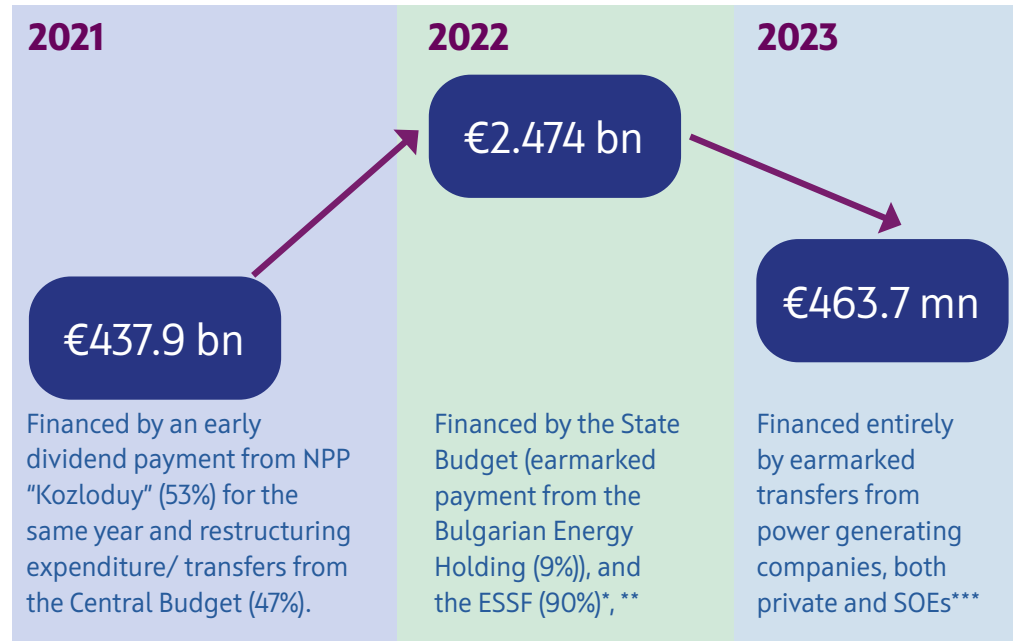 2021
€437.9 bn
Financed by an early
dividend payment from NPP
"Kozloduy" (53%) for the
same year and restructuring
expenditure/ transfers from
the Central Budget (47%).
2022
€2.474 bn
Financed by the State
Budget (earmarked
payment from the
Bulgarian Energy
Holding (9%)), and
the ESSF (90%)*, **
2023
€463.7 mn
Financed entirely
by earmarked
transfers from
power generating
companies, both
private and SOEs***